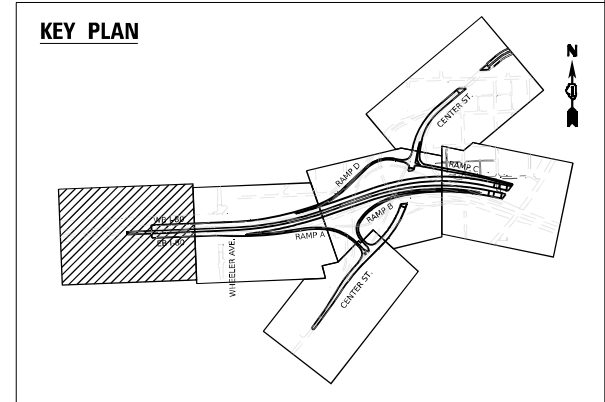 KEY PLAN
N
CENTER ST.
RAMP D
RAMP C
WB I-80
RAMP B
EB I-80
RAMP A
WHEELER AVE.
CENTER ST.